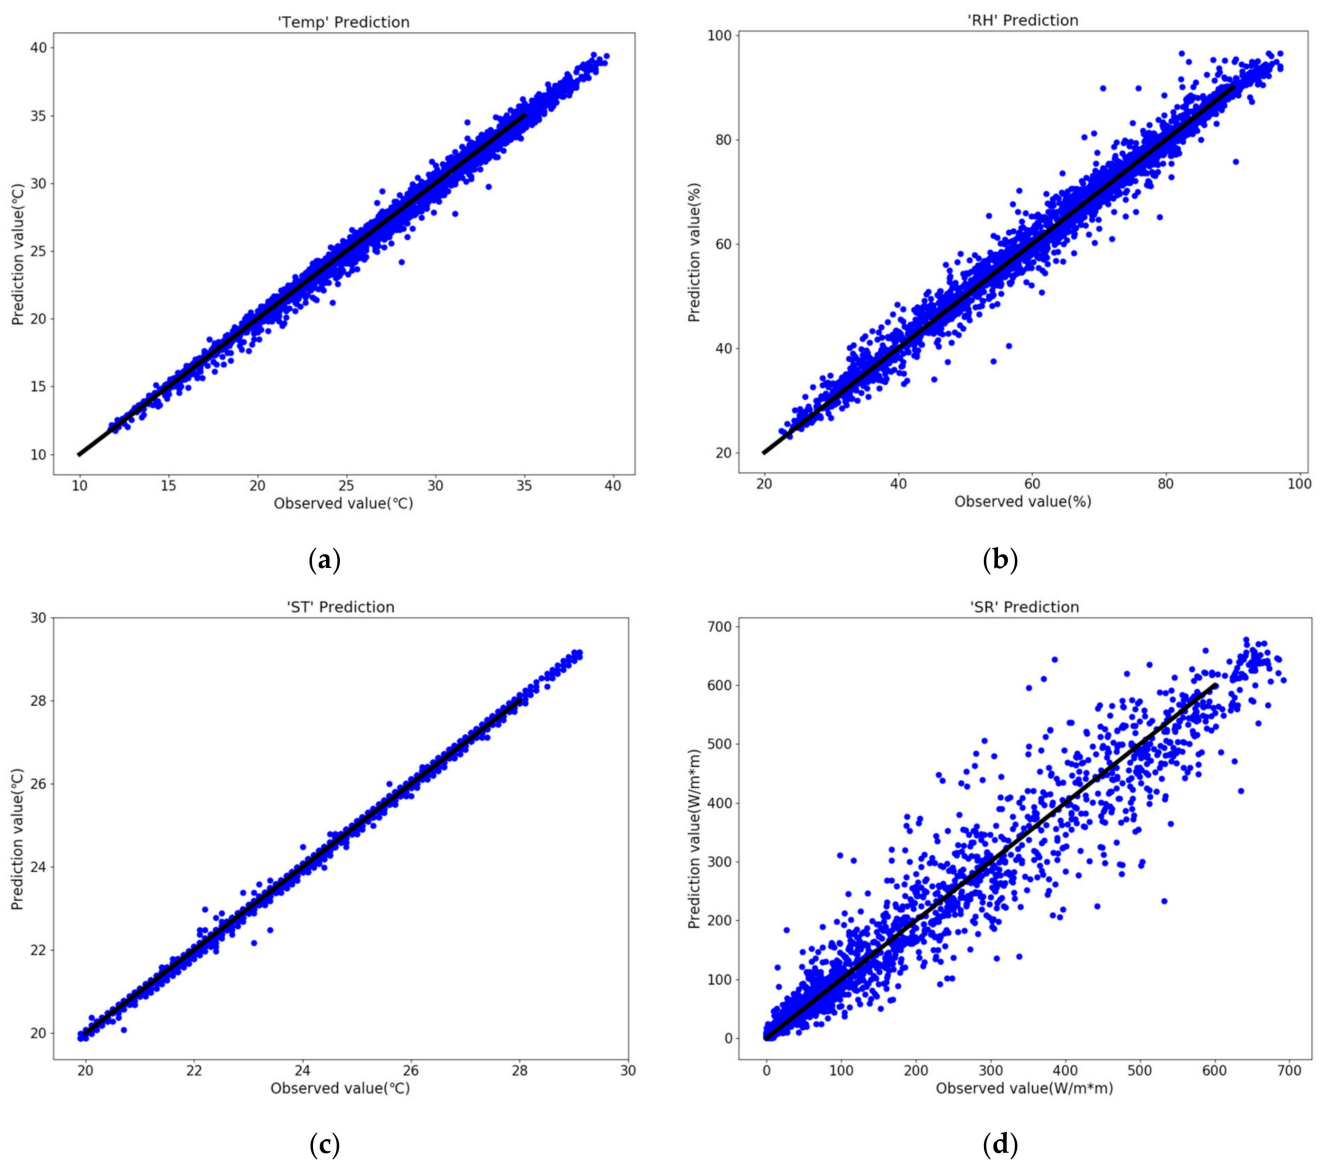 'Temp' Prediction
40
35
30
25
20
15
10
Prediction value(℃)
10 15 20 25 30 35 40
Observed value(℃)
(a)
'RH' Prediction
100
80
60
40
20
Prediction value(%)
20 40 60 80 100
Observed value(%)
(b)
'ST' Prediction
30
28
26
24
22
20
Prediction value(℃)
20 22 24 26 28 30
Observed value(℃)
(c)
'SR' Prediction
700
600
500
400
300
200
100
0
Prediction value(W/m*m)
0 100 200 300 400 500 600 700
Observed value(W/m*m)
(d)